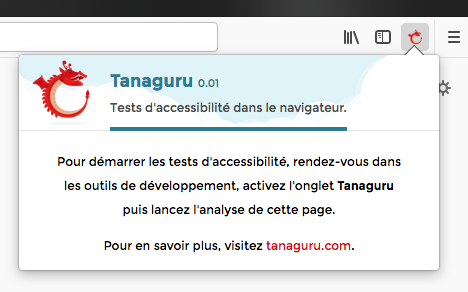 Tanaguru 0.01
Tests d'accessibilité dans le navigateur.
Pour démarrer les tests d'accessibilité, rendez-vous dans
les outils de développement, activez l'onglet Tanaguru
puis lancez l'analyse de cette page.
Pour en savoir plus, visitez tanaguru.com.